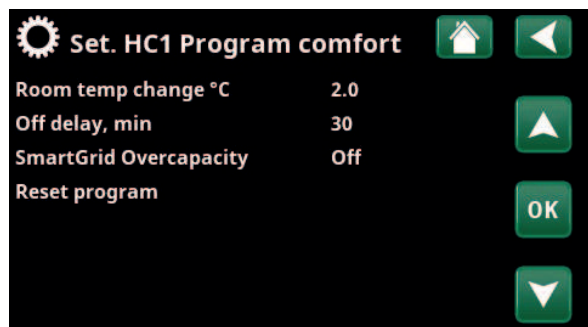 Set. HC1 Program comfort
Room temp change °C 2.0
Off delay, min 30
SmartGrid Overcapacity Off
Reset program
OK